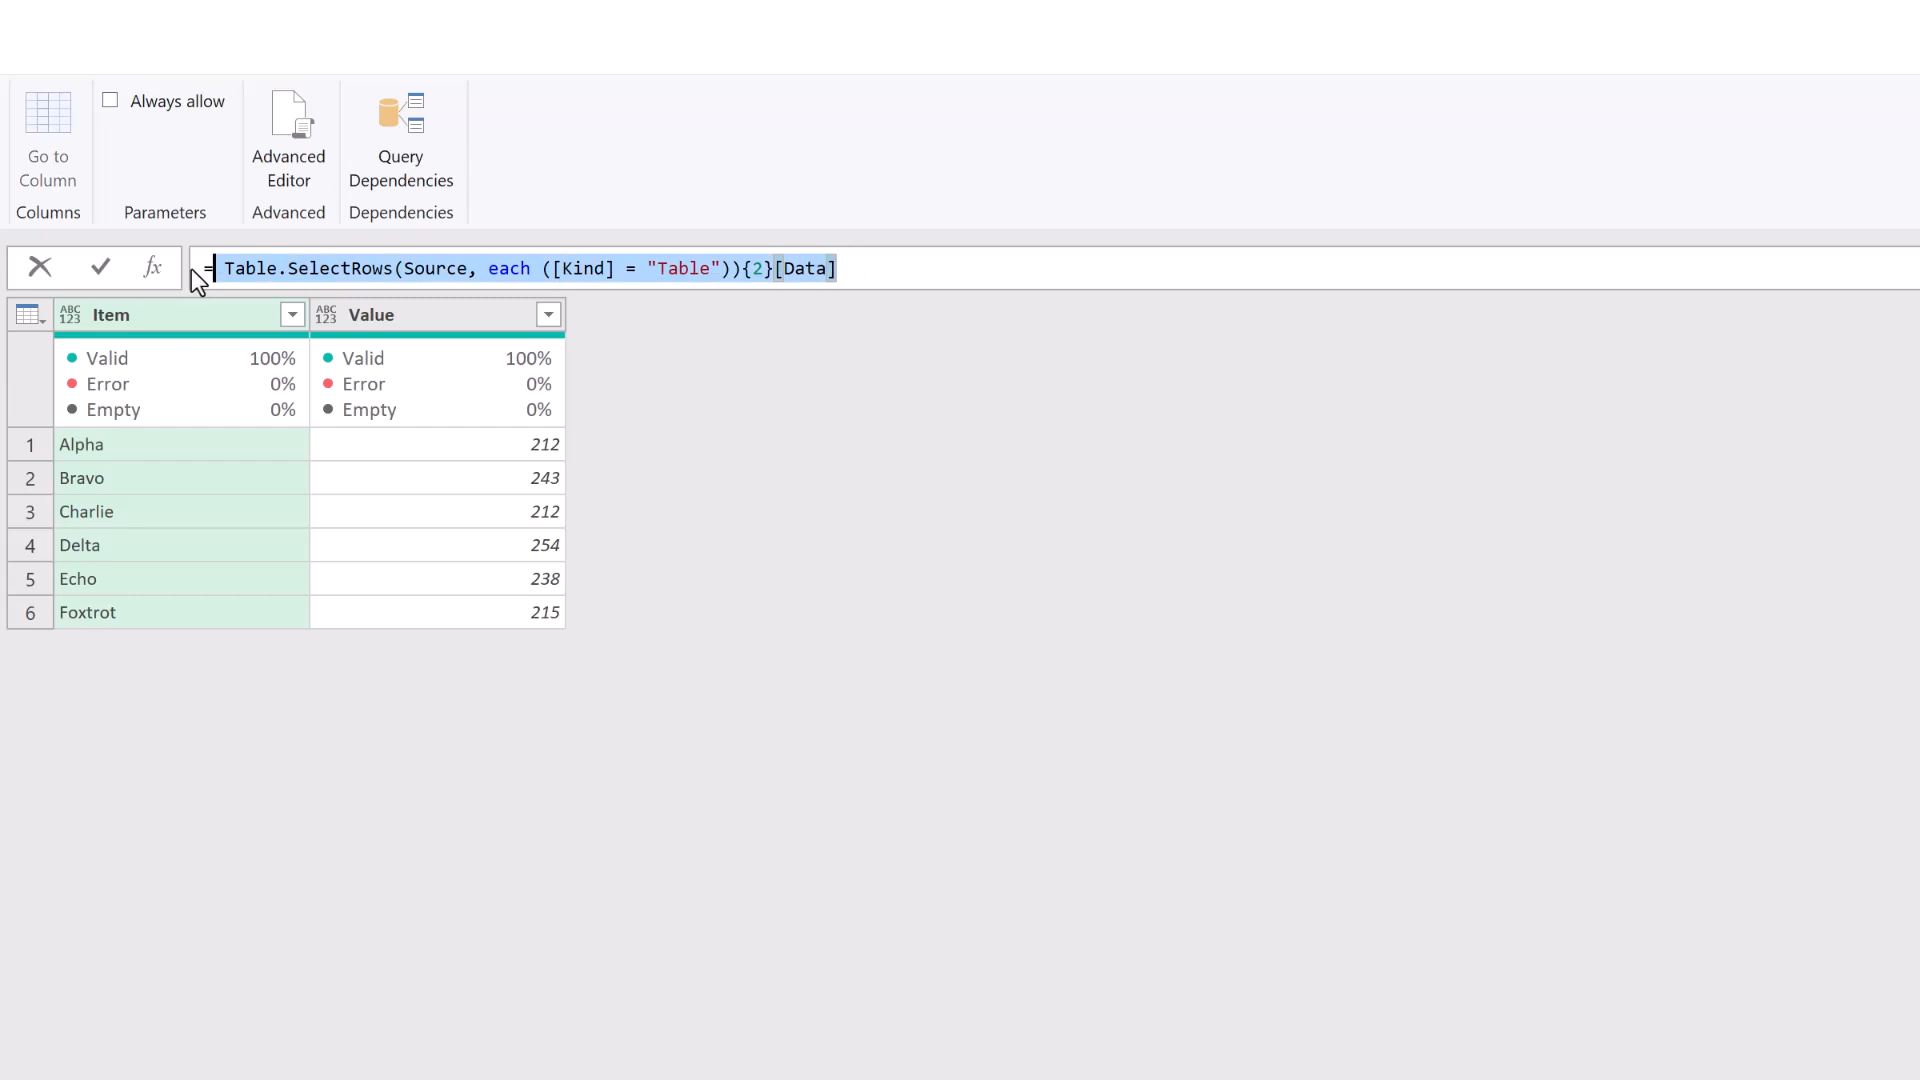 Always allow
Go to
Column
Advanced
Editor
Query
Dependencies
Columns
Parameters
Advanced
Dependencies
fx
= Table.SelectRows(Source, each ([Kind] = "Table")){2}[Data]
ABC
123
Item
ABC
123
Value
Valid 100%
Error 0%
Empty 0%
Valid 100%
Error 0%
Empty 0%
1 Alpha 212
2 Bravo 243
3 Charlie 212
4 Delta 254
5 Echo 238
6 Foxtrot 215